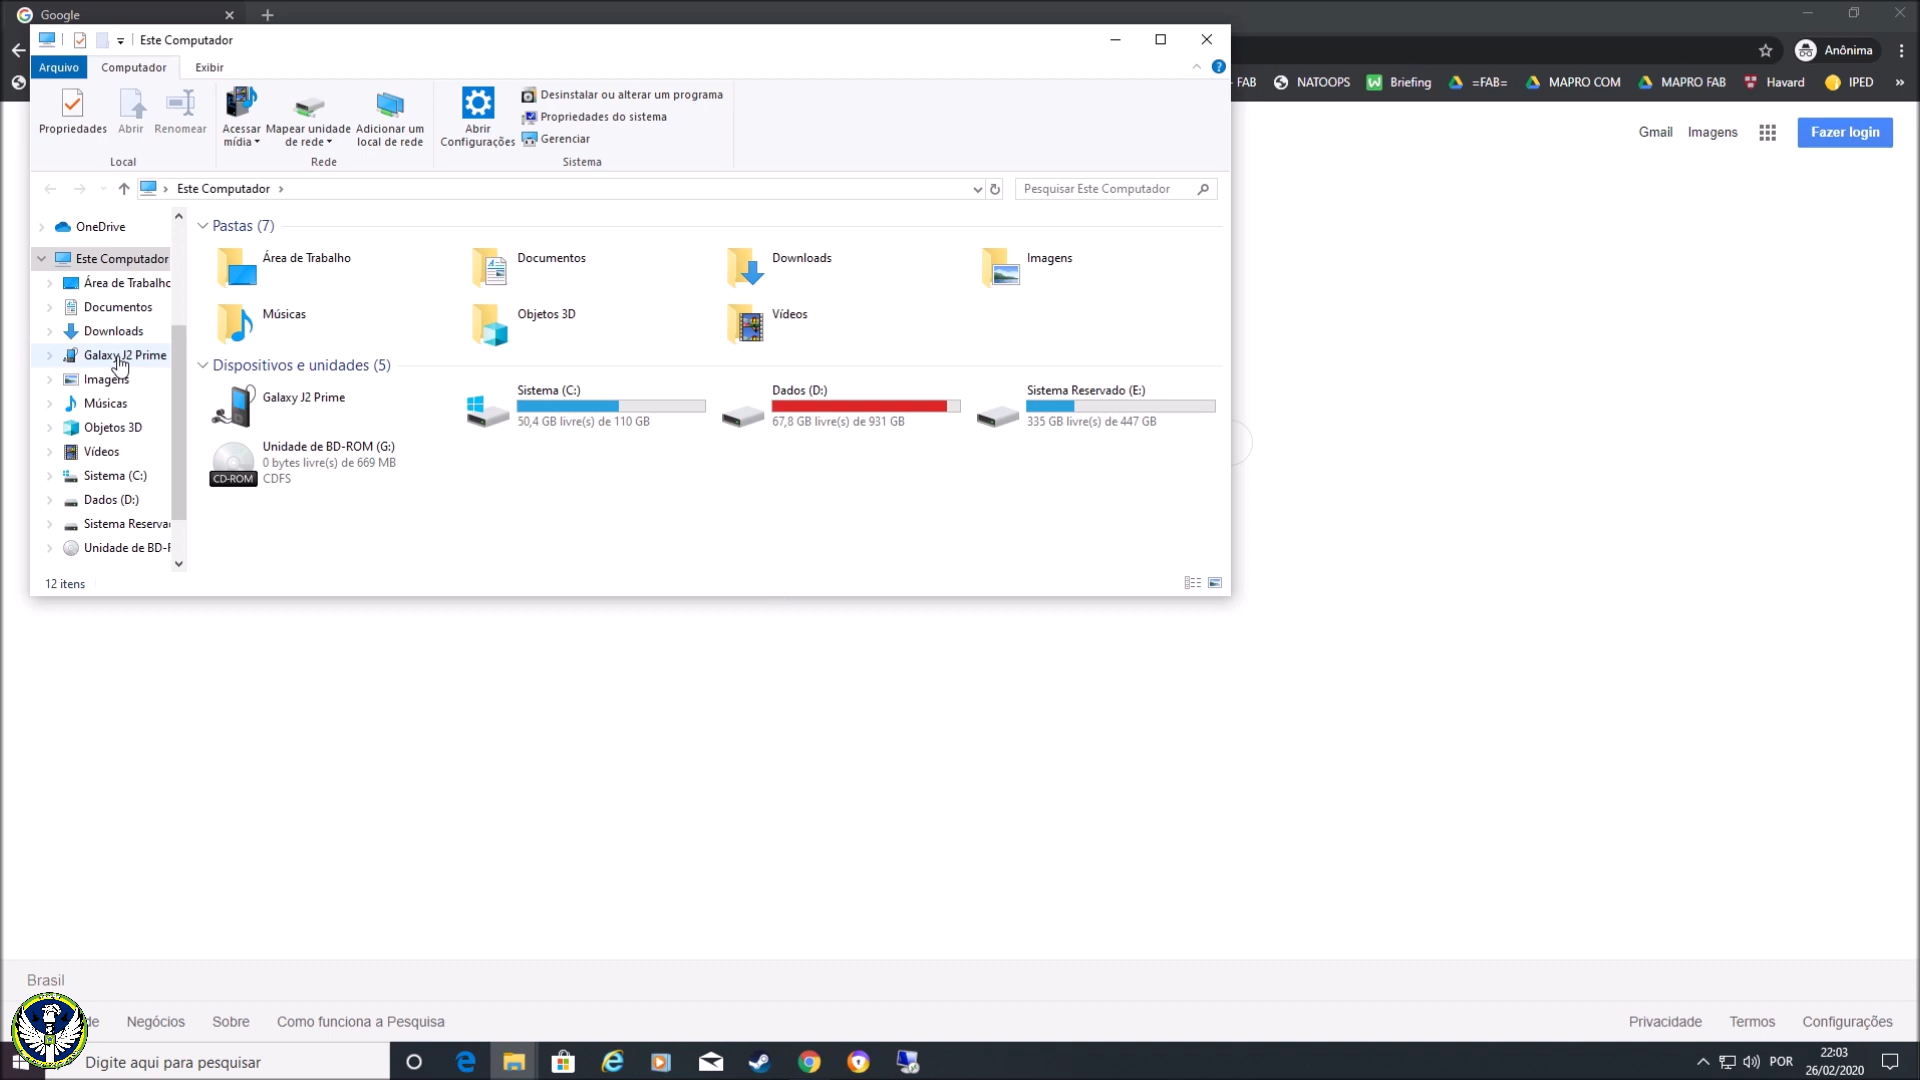 Google
Anônima
Este Computador
Arquivo Computador Exibir
FAB NATOOPS Briefing =FAB= MAPRO COM MAPRO FAB Havard IPED »
Propriedades Abrir Renomear
Acessar mídia
Mapear unidade de rede
Adicionar um local de rede
Abrir Configurações
Desinstalar ou alterar um programa
Propriedades do sistema
Gerenciar
Local Rede Sistema
Gmail Imagens Fazer login
Este Computador
Pesquisar Este Computador
OneDrive
Este Computador
Área de Trabalho
Documentos
Downloads
Galaxy J2 Prime
Imagens
Músicas
Objetos 3D
Vídeos
Sistema (C:)
Dados (D:)
Sistema Reserva
Unidade de BD-R
Pastas (7)
Área de Trabalho Documentos Downloads Imagens
Músicas Objetos 3D Vídeos
Dispositivos e unidades (5)
Galaxy J2 Prime
Sistema (C:)
50,4 GB livre(s) de 110 GB
Dados (D:)
67,8 GB livre(s) de 931 GB
Sistema Reservado (E:)
335 GB livre(s) de 447 GB
Unidade de BD-ROM (G:)
0 bytes livre(s) de 669 MB
CDFS
CD-ROM
12 itens
Brasil
de Negócios Sobre Como funciona a Pesquisa
Privacidade Termos Configurações
Digite aqui para pesquisar
POR
22:03
26/02/2020